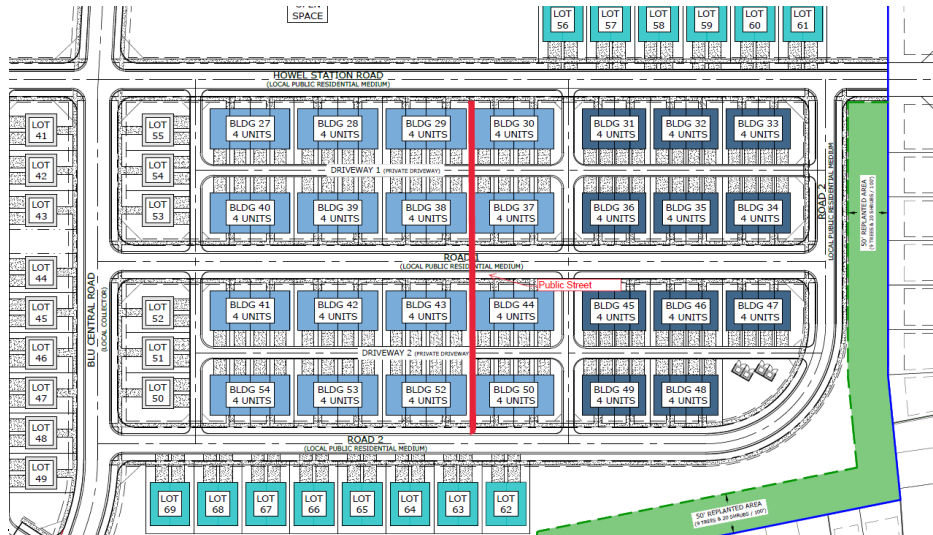 OPEN
SPACE
LOT
56
LOT
57
LOT
58
LOT
59
LOT
60
LOT
61
HOWEL STATION ROAD
(LOCAL PUBLIC RESIDENTIAL MEDIUM)
LOT
41
LOT
42
LOT
43
LOT
44
LOT
45
LOT
46
LOT
47
LOT
48
LOT
49
BLU CENTRAL ROAD
(LOCAL COLLECTOR)
LOT
55
LOT
54
LOT
53
LOT
52
LOT
51
LOT
50
BLDG 27
4 UNITS
BLDG 28
4 UNITS
BLDG 29
4 UNITS
BLDG 30
4 UNITS
BLDG 31
4 UNITS
BLDG 32
4 UNITS
BLDG 33
4 UNITS
DRIVEWAY 1 (PRIVATE DRIVEWAY)
BLDG 40
4 UNITS
BLDG 39
4 UNITS
BLDG 38
4 UNITS
BLDG 37
4 UNITS
BLDG 36
4 UNITS
BLDG 35
4 UNITS
BLDG 34
4 UNITS
ROAD 2
(LOCAL PUBLIC RESIDENTIAL MEDIUM)
50' REPLANTED AREA
(9 TREES & 20 SHRUBS / 100')
ROAD 1
(LOCAL PUBLIC RESIDENTIAL MEDIUM)
Public Street
BLDG 41
4 UNITS
BLDG 42
4 UNITS
BLDG 43
4 UNITS
BLDG 44
4 UNITS
BLDG 45
4 UNITS
BLDG 46
4 UNITS
BLDG 47
4 UNITS
DRIVEWAY 2 (PRIVATE DRIVEWAY)
BLDG 54
4 UNITS
BLDG 53
4 UNITS
BLDG 52
4 UNITS
BLDG 50
4 UNITS
BLDG 49
4 UNITS
BLDG 48
4 UNITS
ROAD 2
(LOCAL PUBLIC RESIDENTIAL MEDIUM)
LOT
69
LOT
68
LOT
67
LOT
66
LOT
65
LOT
64
LOT
63
LOT
62
50' REPLANTED AREA
(9 TREES & 20 SHRUBS / 100')